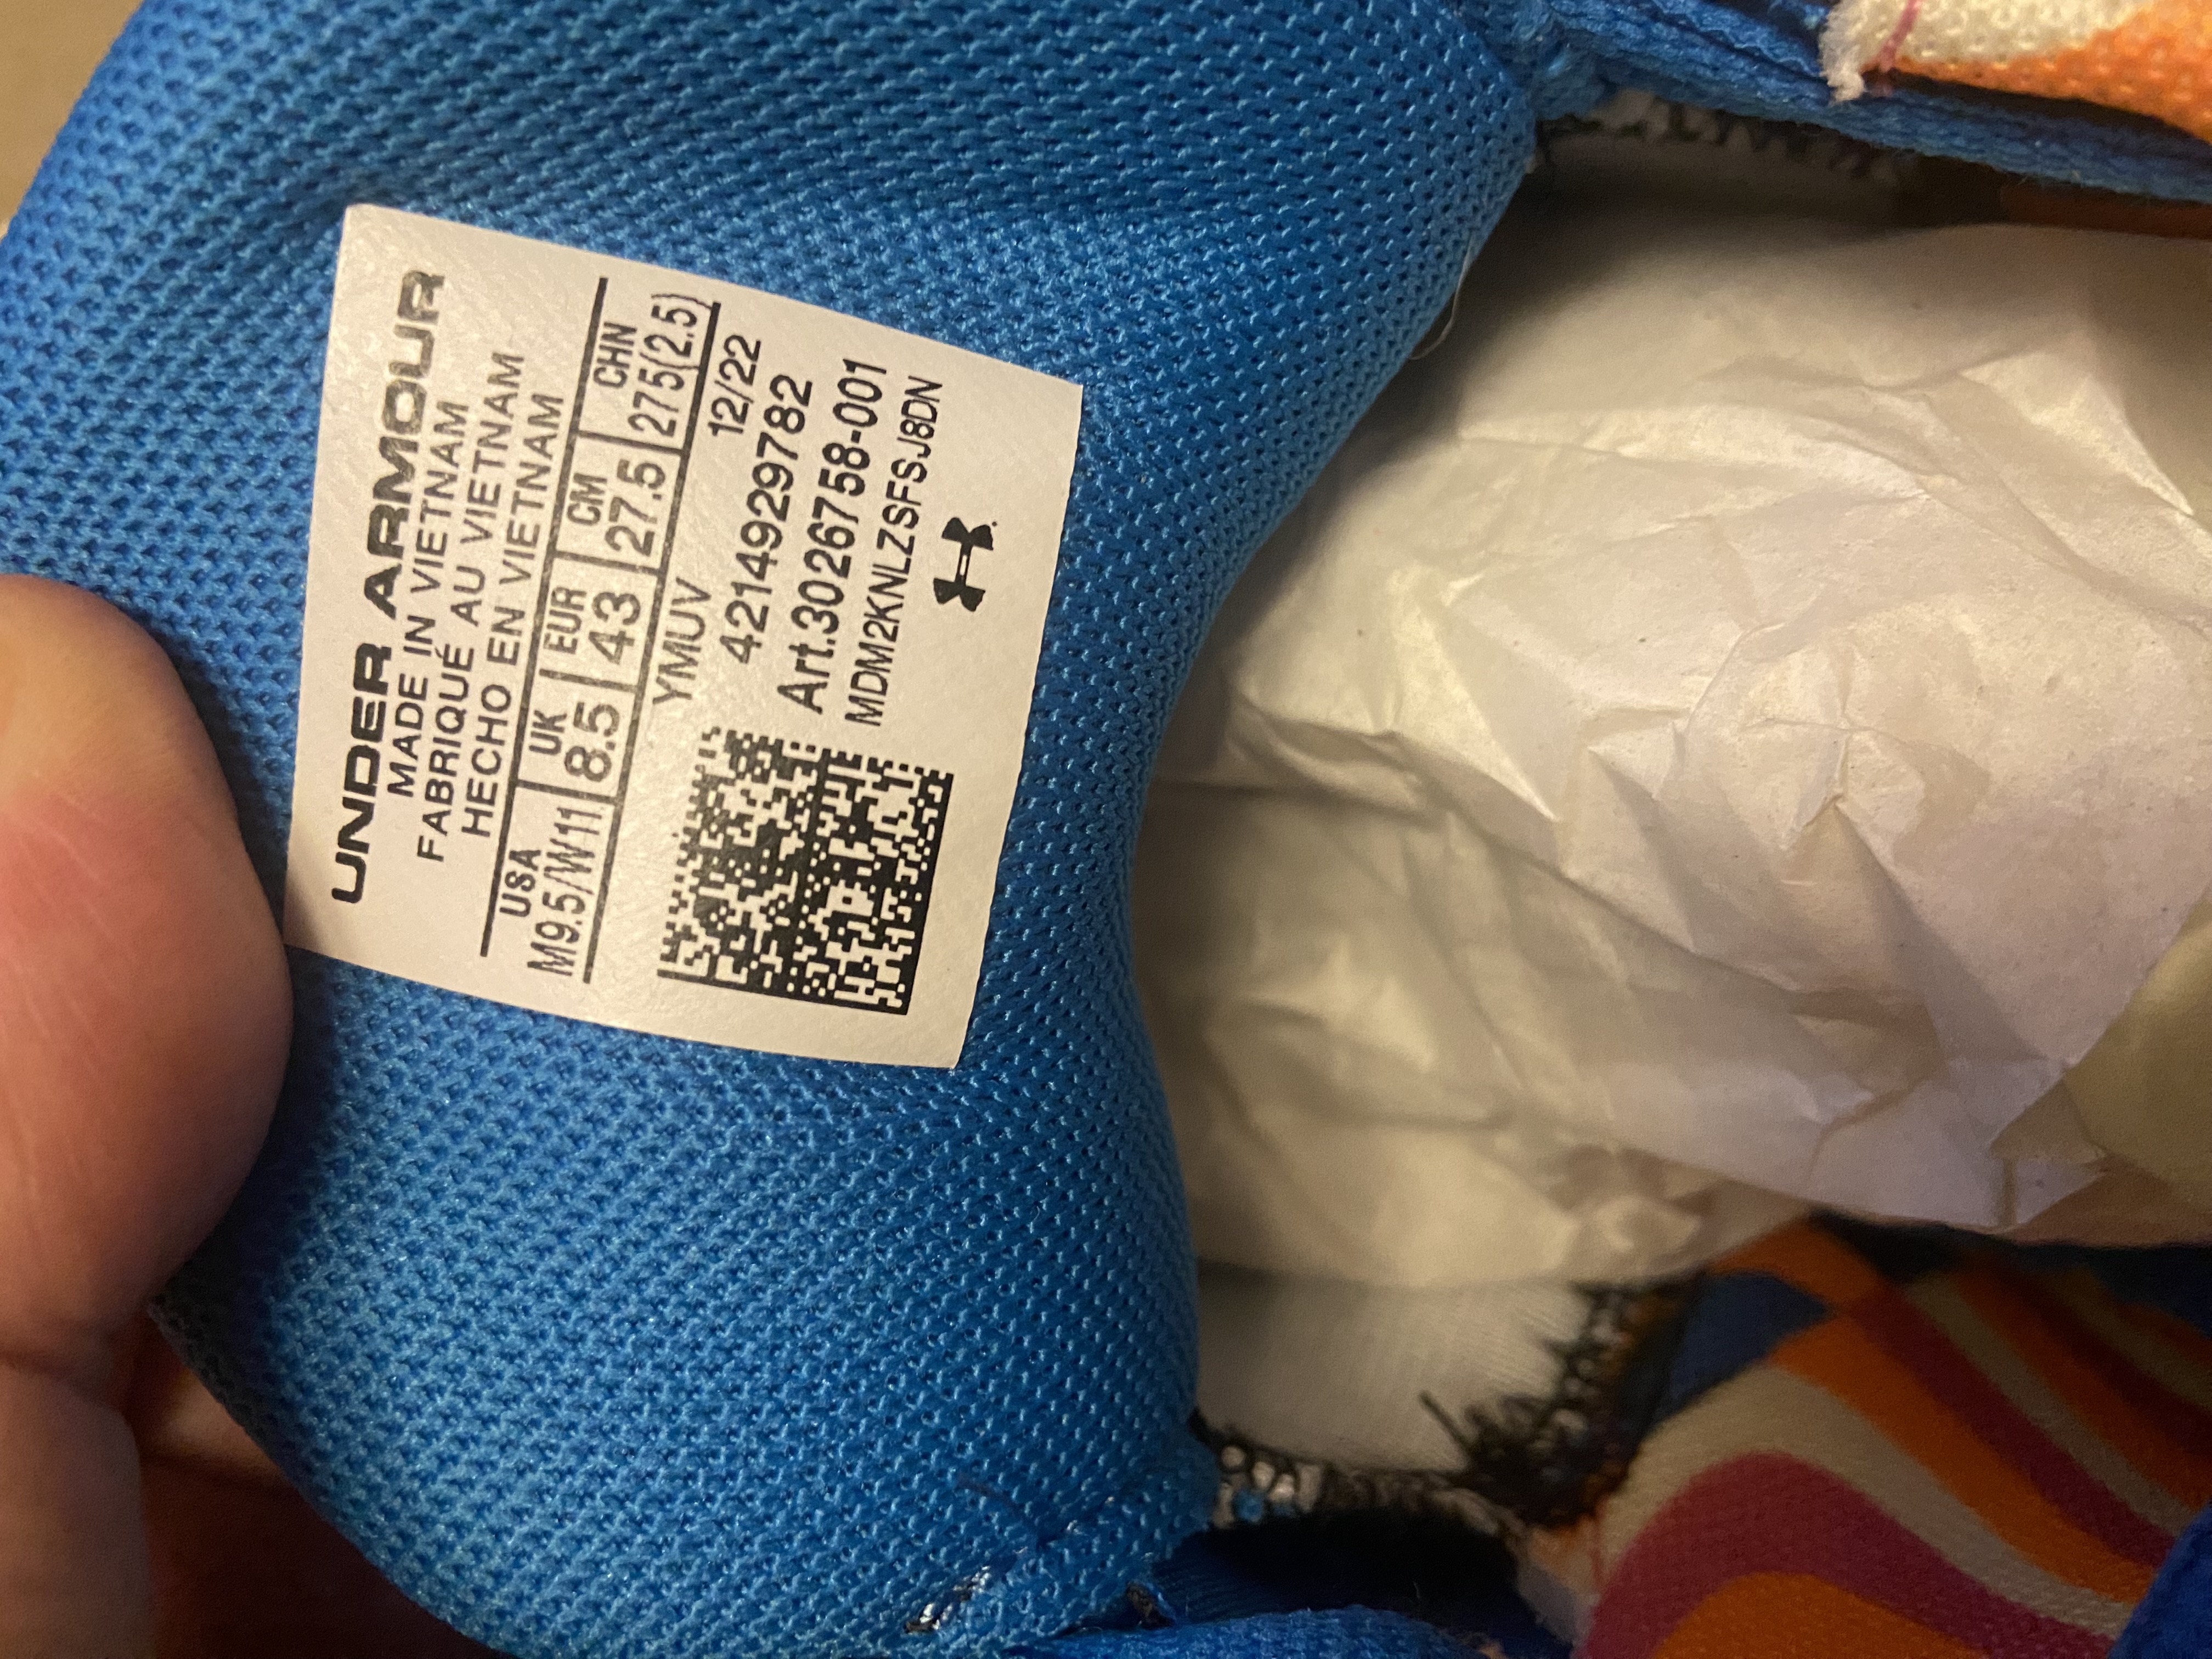 UNDER ARMOUR
MADE IN VIETNAM
FABRIQUÉ AU VIETNAM
HECHO EN VIETNAM
USA UK EUR CM CHN
M9.5/W11 8.5 43 27.5 275(2.5)
YMUV 12/22
4214929782
Art.3026758-001
MDM2KNLZSFSJ8DN